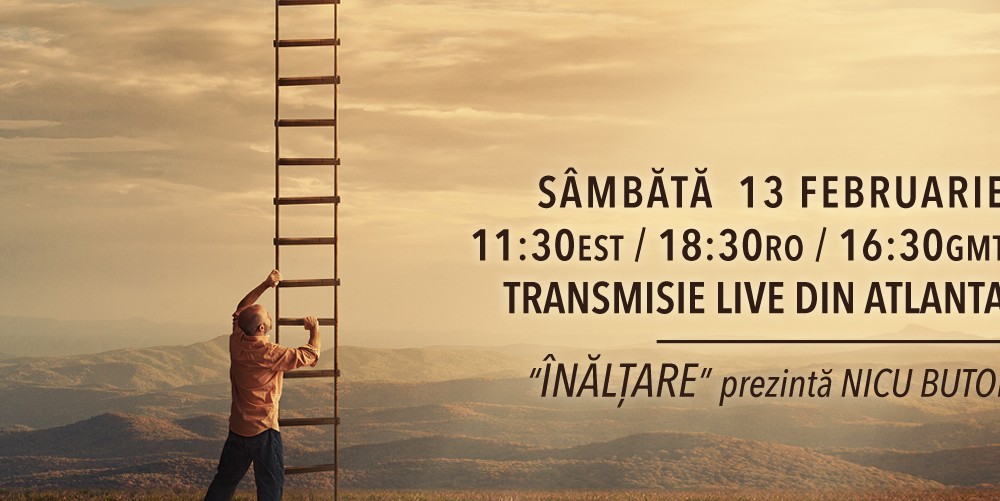 SÂMBĂTĂ 13 FEBRUARIE
11:30EST / 18:30RO / 16:30GMT
TRANSMISIE LIVE DIN ATLANTA
“ÎNĂLȚARE” prezintă NICU